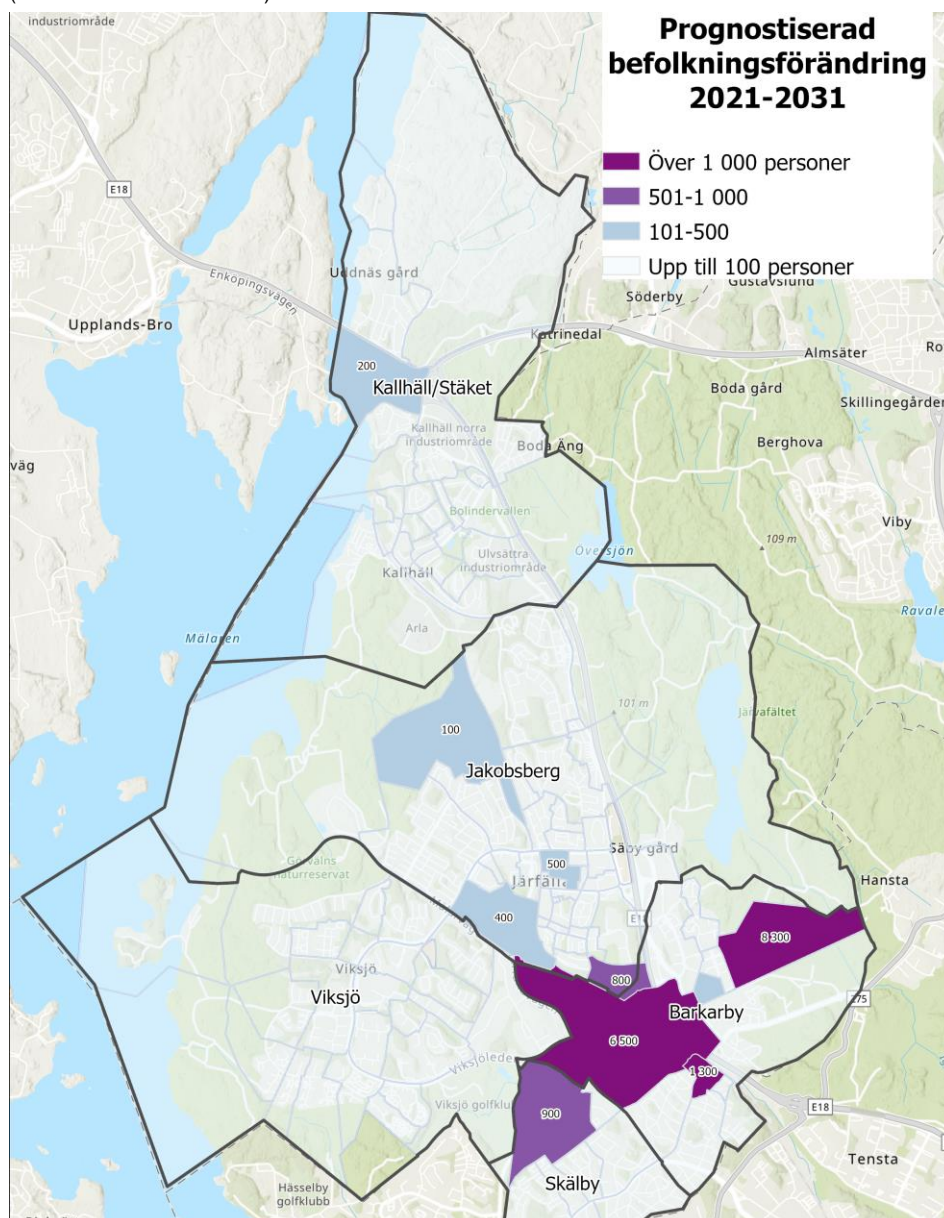 industriområde
Prognostiserad
befolkningsförändring
2021-2031
Över 1 000 personer
501-1 000
101-500
Upp till 100 personer
E18
Enköpingsvägen
Uddnäs gård
Gustavslund
Söderby
Upplands-Bro
Katrinedal
Almsäter
200
Kallhäll/Stäket
Boda gård
Skillingegården
Kallhäll norra
industriområde
Boda Äng
Berghova
väg
Bolindervallen
Viby
109 m
Ulvsättra
industriområde
Översjön
Kallhäll
Arla
Mälaren
101 m
Järvafältet
100
Jakobsberg
Säby gård
Görvälns
naturreservat
500
Järfälla
Hansta
400
E18
8 300
Viksjö
Viksjö
800
275
Barkarby
6 500
Viksjölede
1 300
Viksjö golfklu
900
E18
Tensta
Skälby
Hässelby
golfklubb